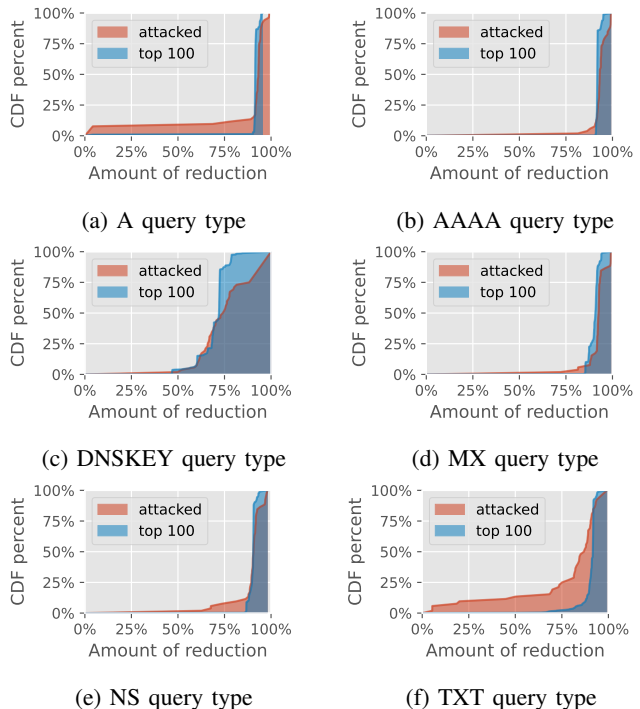 100%
75%
50%
25%
0%
CDF percent
attacked
top 100
0% 25% 50% 75% 100%
Amount of reduction
(a) A query type
100%
75%
50%
25%
0%
CDF percent
attacked
top 100
0% 25% 50% 75% 100%
Amount of reduction
(b) AAAA query type
100%
75%
50%
25%
0%
CDF percent
attacked
top 100
0% 25% 50% 75% 100%
Amount of reduction
(c) DNSKEY query type
100%
75%
50%
25%
0%
CDF percent
attacked
top 100
0% 25% 50% 75% 100%
Amount of reduction
(d) MX query type
100%
75%
50%
25%
0%
CDF percent
attacked
top 100
0% 25% 50% 75% 100%
Amount of reduction
(e) NS query type
100%
75%
50%
25%
0%
CDF percent
attacked
top 100
0% 25% 50% 75% 100%
Amount of reduction
(f) TXT query type